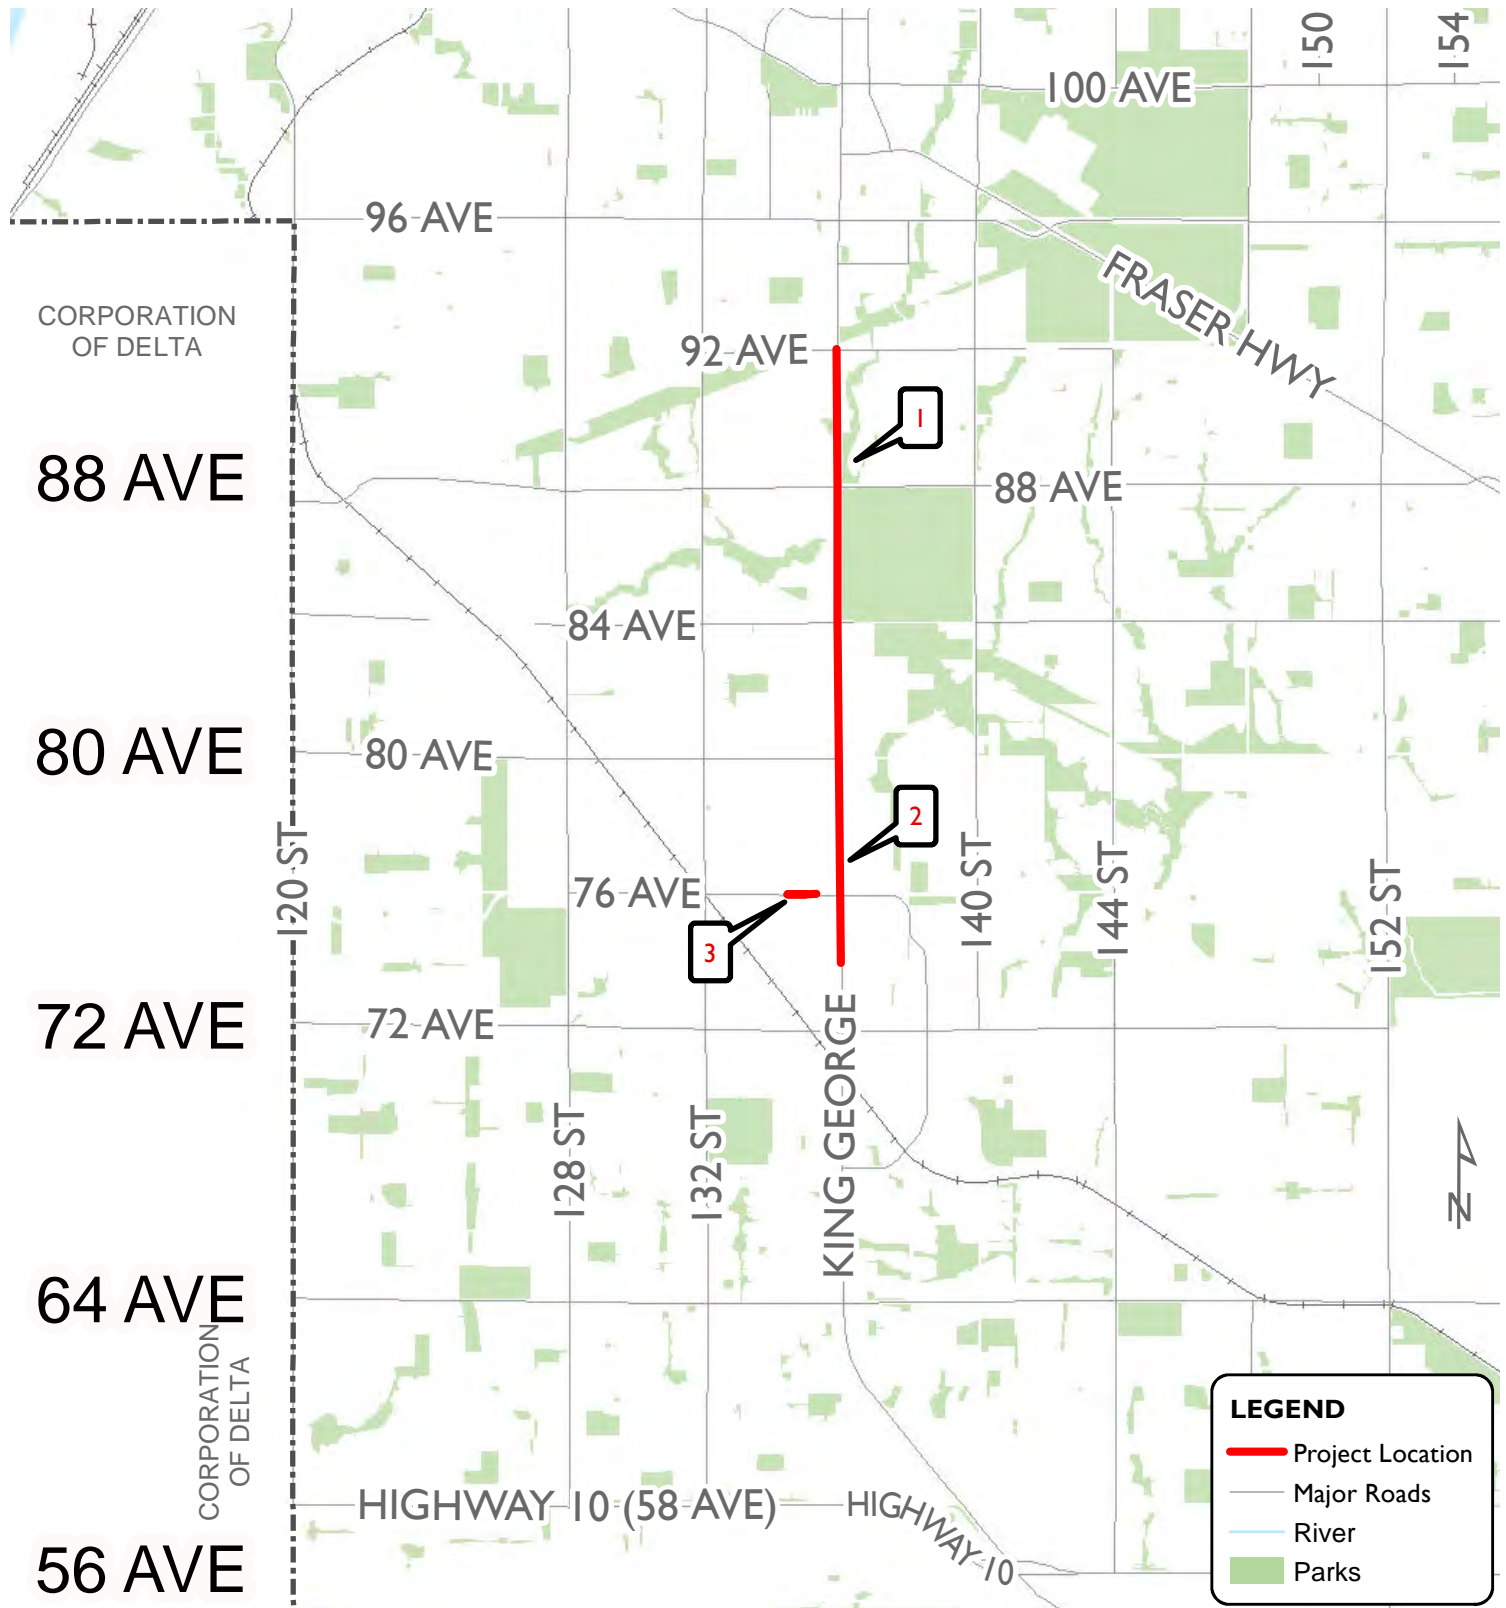 150
154
100 AVE
96 AVE
CORPORATION
OF DELTA
FRASER HWY
92 AVE
1
88 AVE
88 AVE
84 AVE
80 AVE
80 AVE
2
120 ST
76 AVE
140 ST
144 ST
152 ST
3
72 AVE
72 AVE
KING GEORGE
128 ST
132 ST
N
64 AVE
CORPORATION
OF DELTA
HIGHWAY 10 (58 AVE)
HIGHWAY 10
56 AVE
LEGEND
Project Location
Major Roads
River
Parks